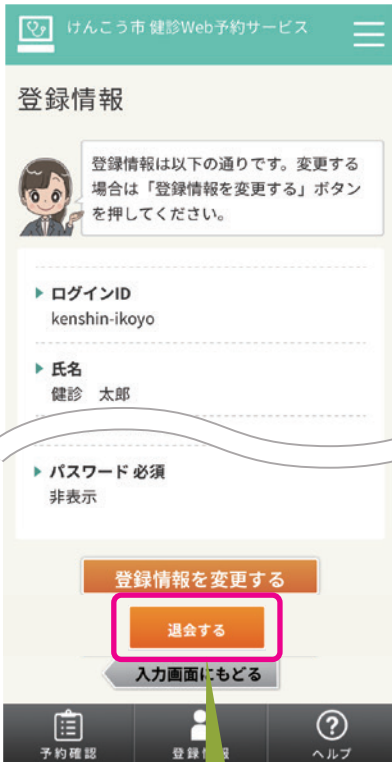 けんこう市 健診Web予約サービス
登録情報
登録情報は以下の通りです。変更する
場合は「登録情報を変更する」ボタン
を押してください。
ログインID
kenshin-ikoyo
氏名
健診 太郎
パスワード 必須
非表示
登録情報を変更する
退会する
入力画面にもどる
予約確認
登録情報
ヘルプ